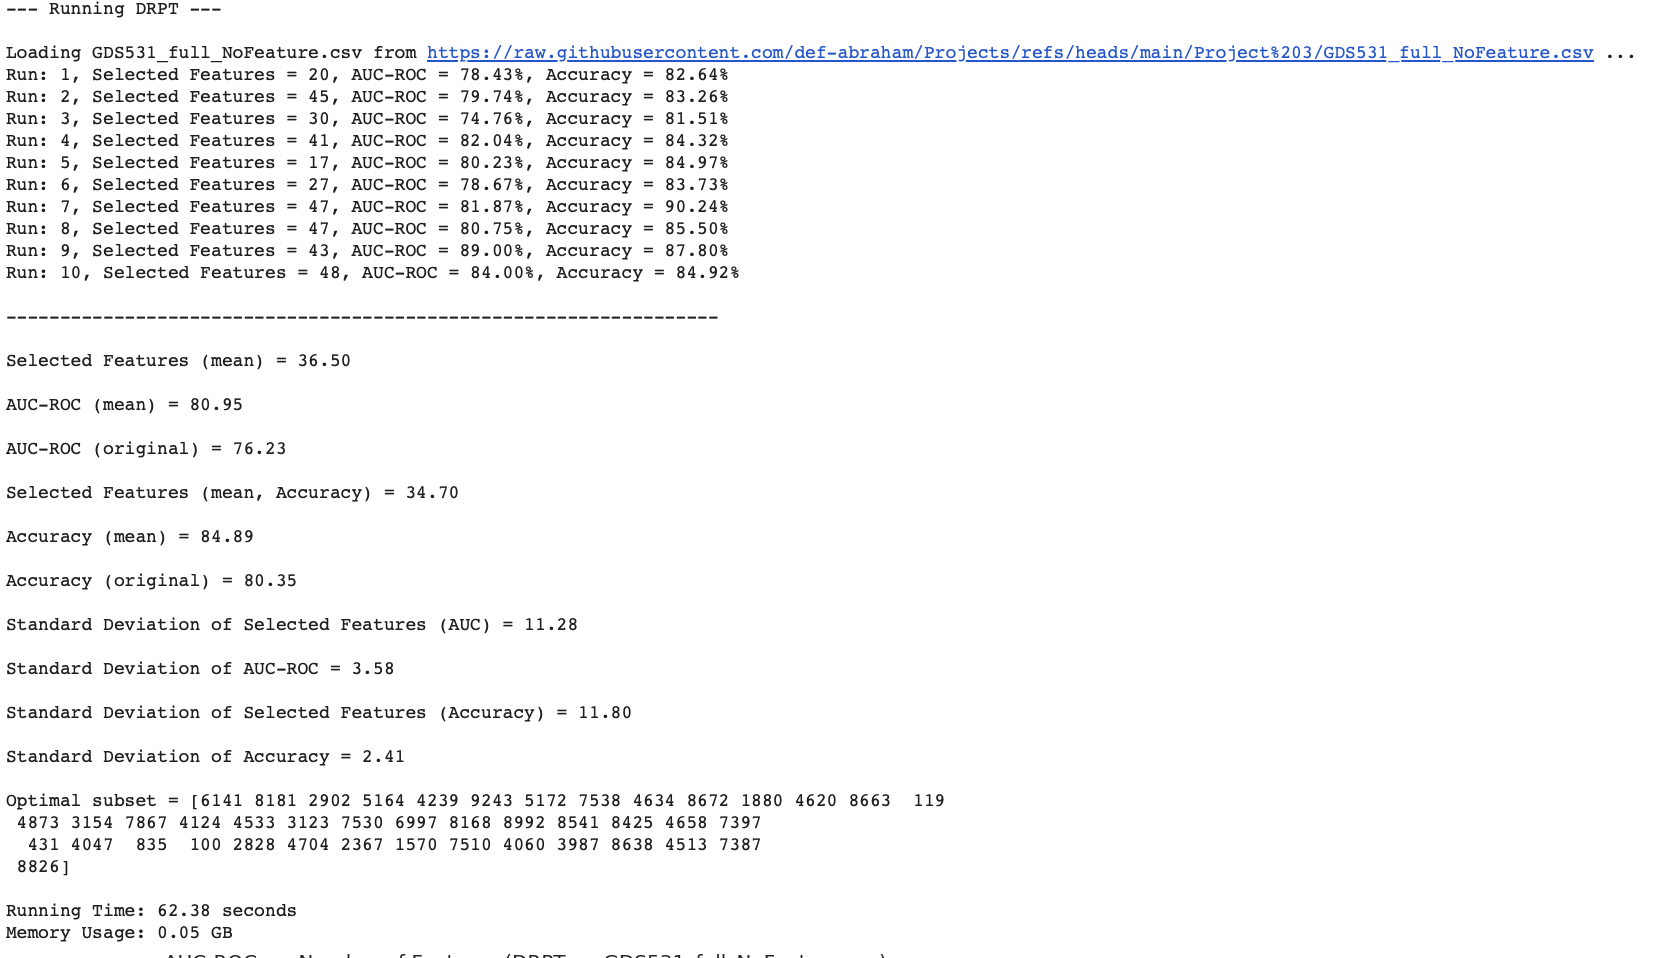 --- Running DRPT ---
Loading GDS531_full_NoFeature.csv from https://raw.githubusercontent.com/def-abraham/Projects/refs/heads/main/Project%203/GDS531_full_NoFeature.csv ...
Run: 1, Selected Features = 20, AUC-ROC = 78.43%, Accuracy = 82.64%
Run: 2, Selected Features = 45, AUC-ROC = 79.74%, Accuracy = 83.26%
Run: 3, Selected Features = 30, AUC-ROC = 74.76%, Accuracy = 81.51%
Run: 4, Selected Features = 41, AUC-ROC = 82.04%, Accuracy = 84.32%
Run: 5, Selected Features = 17, AUC-ROC = 80.23%, Accuracy = 84.97%
Run: 6, Selected Features = 27, AUC-ROC = 78.67%, Accuracy = 83.73%
Run: 7, Selected Features = 47, AUC-ROC = 81.87%, Accuracy = 90.24%
Run: 8, Selected Features = 47, AUC-ROC = 80.75%, Accuracy = 85.50%
Run: 9, Selected Features = 43, AUC-ROC = 89.00%, Accuracy = 87.80%
Run: 10, Selected Features = 48, AUC-ROC = 84.00%, Accuracy = 84.92%
------------------------------------------------------------------
Selected Features (mean) = 36.50
AUC-ROC (mean) = 80.95
AUC-ROC (original) = 76.23
Selected Features (mean, Accuracy) = 34.70
Accuracy (mean) = 84.89
Accuracy (original) = 80.35
Standard Deviation of Selected Features (AUC) = 11.28
Standard Deviation of AUC-ROC = 3.58
Standard Deviation of Selected Features (Accuracy) = 11.80
Standard Deviation of Accuracy = 2.41
Optimal subset = [6141 8181 2902 5164 4239 9243 5172 7538 4634 8672 1880 4620 8663  119
 4873 3154 7867 4124 4533 3123 7530 6997 8168 8992 8541 8425 4658 7397
  431 4047  835  100 2828 4704 2367 1570 7510 4060 3987 8638 4513 7387
 8826]
Running Time: 62.38 seconds
Memory Usage: 0.05 GB